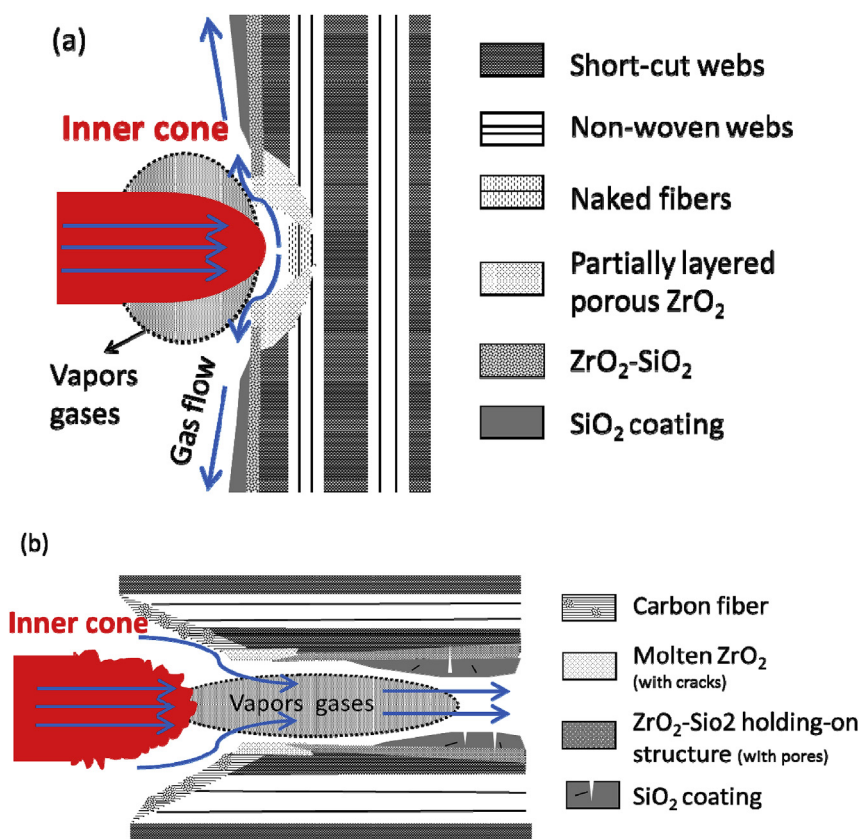 (a)
Inner cone
Vapors
gases
Gas flow
Short-cut webs
Non-woven webs
Naked fibers
Partially layered
porous ZrO₂
ZrO₂-SiO₂
SiO₂ coating
(b)
Inner cone
Vapors gases
Carbon fiber
Molten ZrO₂
(with cracks)
ZrO₂-Sio2 holding-on
structure (with pores)
SiO₂ coating